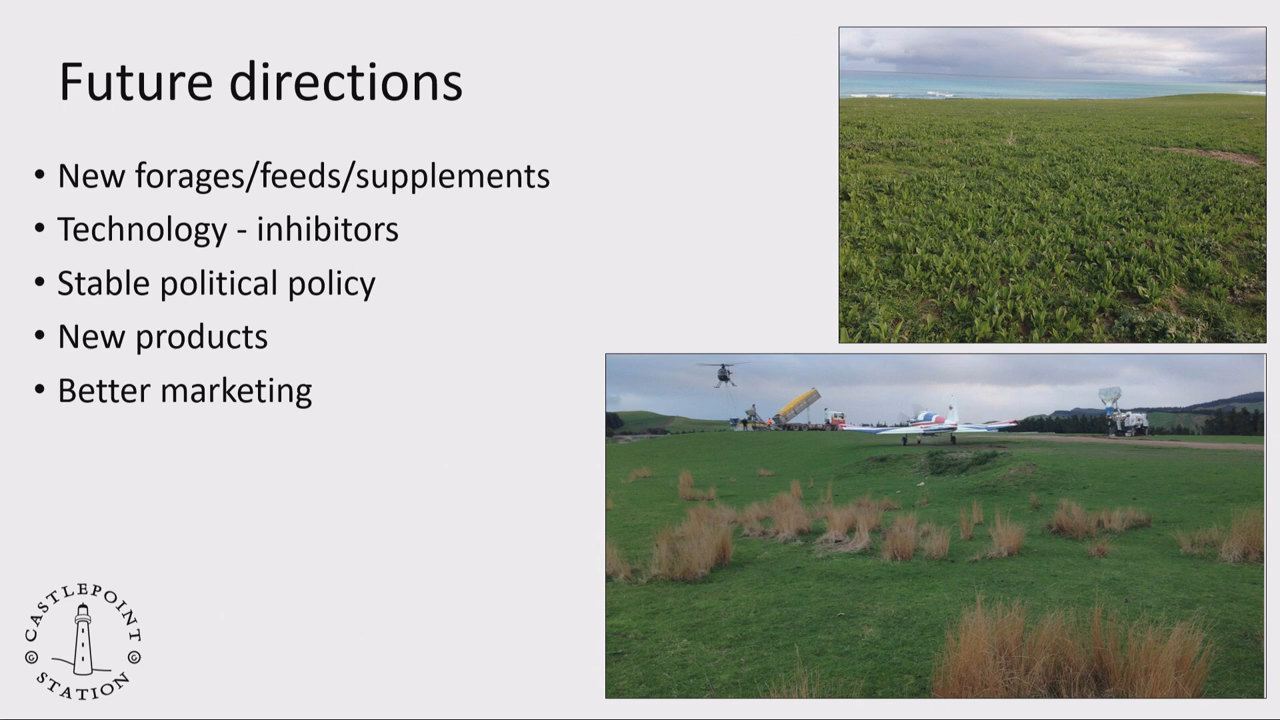 Future directions
• New forages/feeds/supplements
• Technology - inhibitors
• Stable political policy
• New products
• Better marketing
CASTLEPOINT
STATION